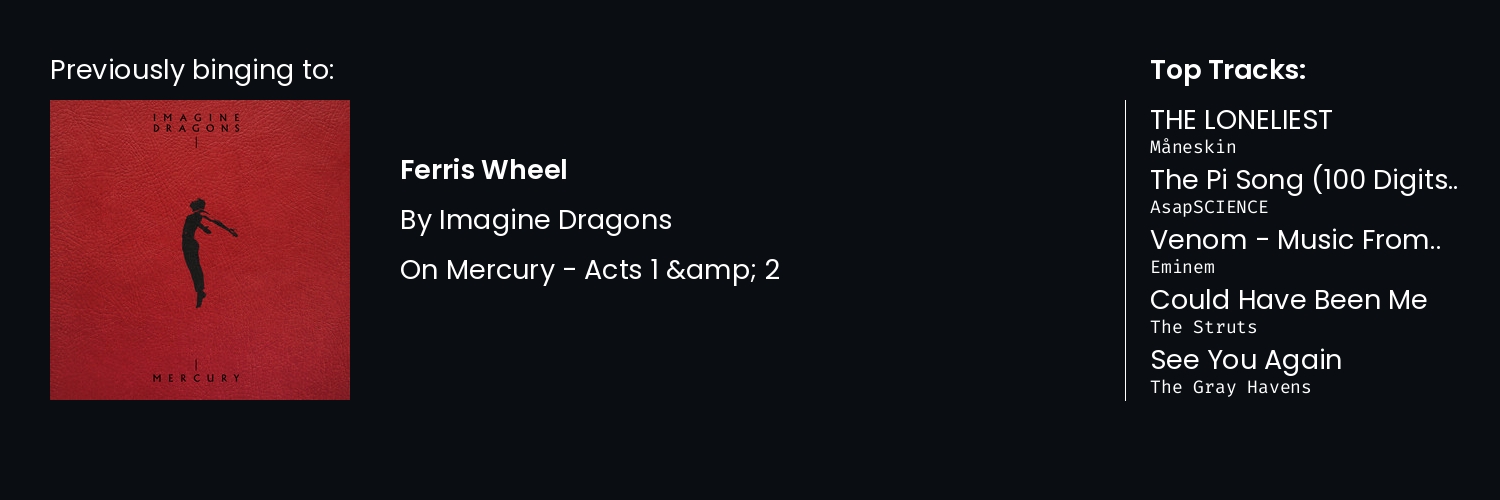 Previously binging to:
IMAGINE
DRAGONS
MERCURY
Ferris Wheel
By Imagine Dragons
On Mercury - Acts 1 &amp; 2
Top Tracks:
THE LONELIEST
Måneskin
The Pi Song (100 Digits..
AsapSCIENCE
Venom - Music From..
Eminem
Could Have Been Me
The Struts
See You Again
The Gray Havens